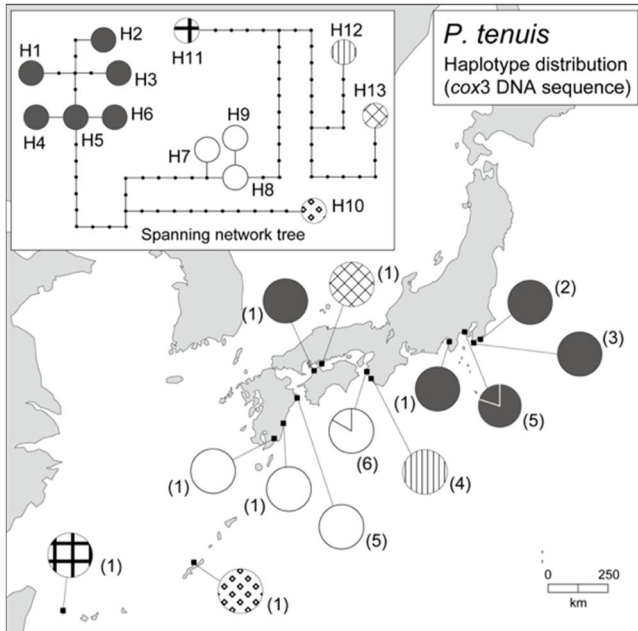 P. tenuis
Haplotype distribution
(cox3 DNA sequence)
H1
H2
H3
H4
H5
H6
H7
H8
H9
H10
H11
H12
H13
Spanning network tree
(1)
(1)
(2)
(3)
(1)
(5)
(6)
(4)
(1)
(1)
(5)
(1)
(1)
0 250
km